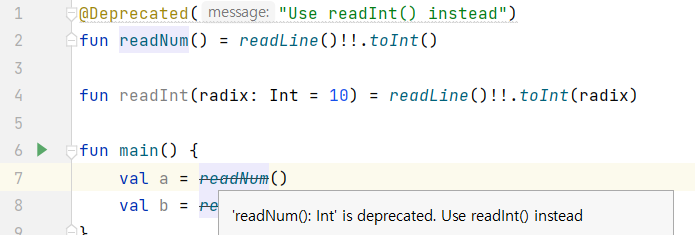 1 @Deprecated( message: "Use readInt() instead")
2 fun readNum() = readLine()!!.toInt()
3
4 fun readInt(radix: Int = 10) = readLine()!!.toInt(radix)
5
6 fun main() {
7 val a = readNum()
8 val b = re
'readNum(): Int' is deprecated. Use readInt() instead
9 }